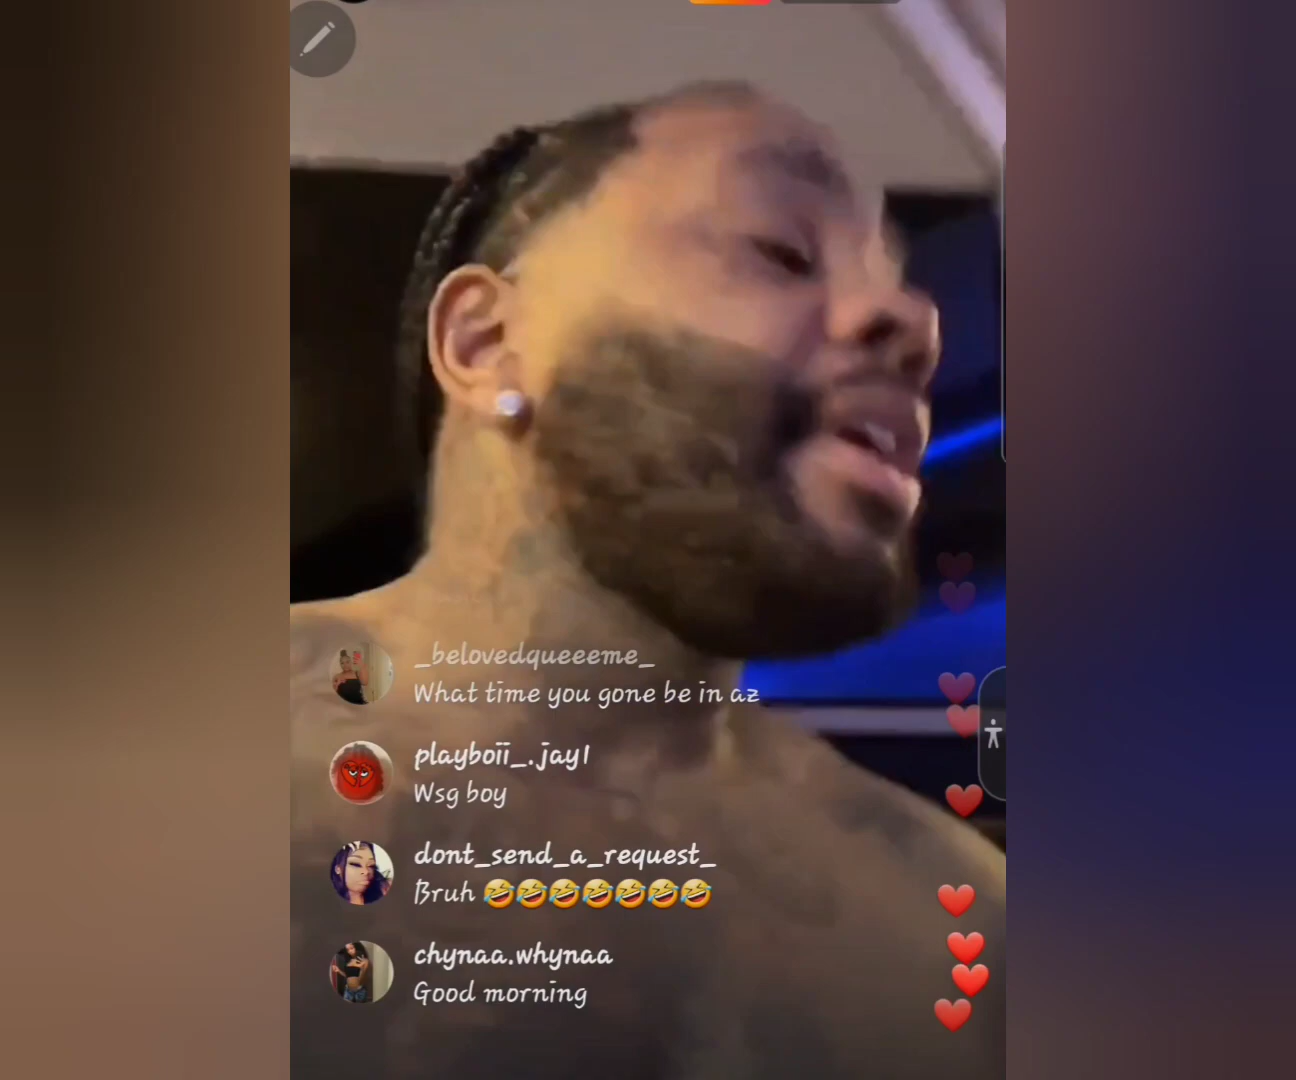 _belovedqueeeme_
What time you gone be in az
playboii_.jay1
Wsg boy
dont_send_a_request_
Bruh 🤣🤣🤣🤣🤣🤣🤣
chynaa.whynaa
Good morning